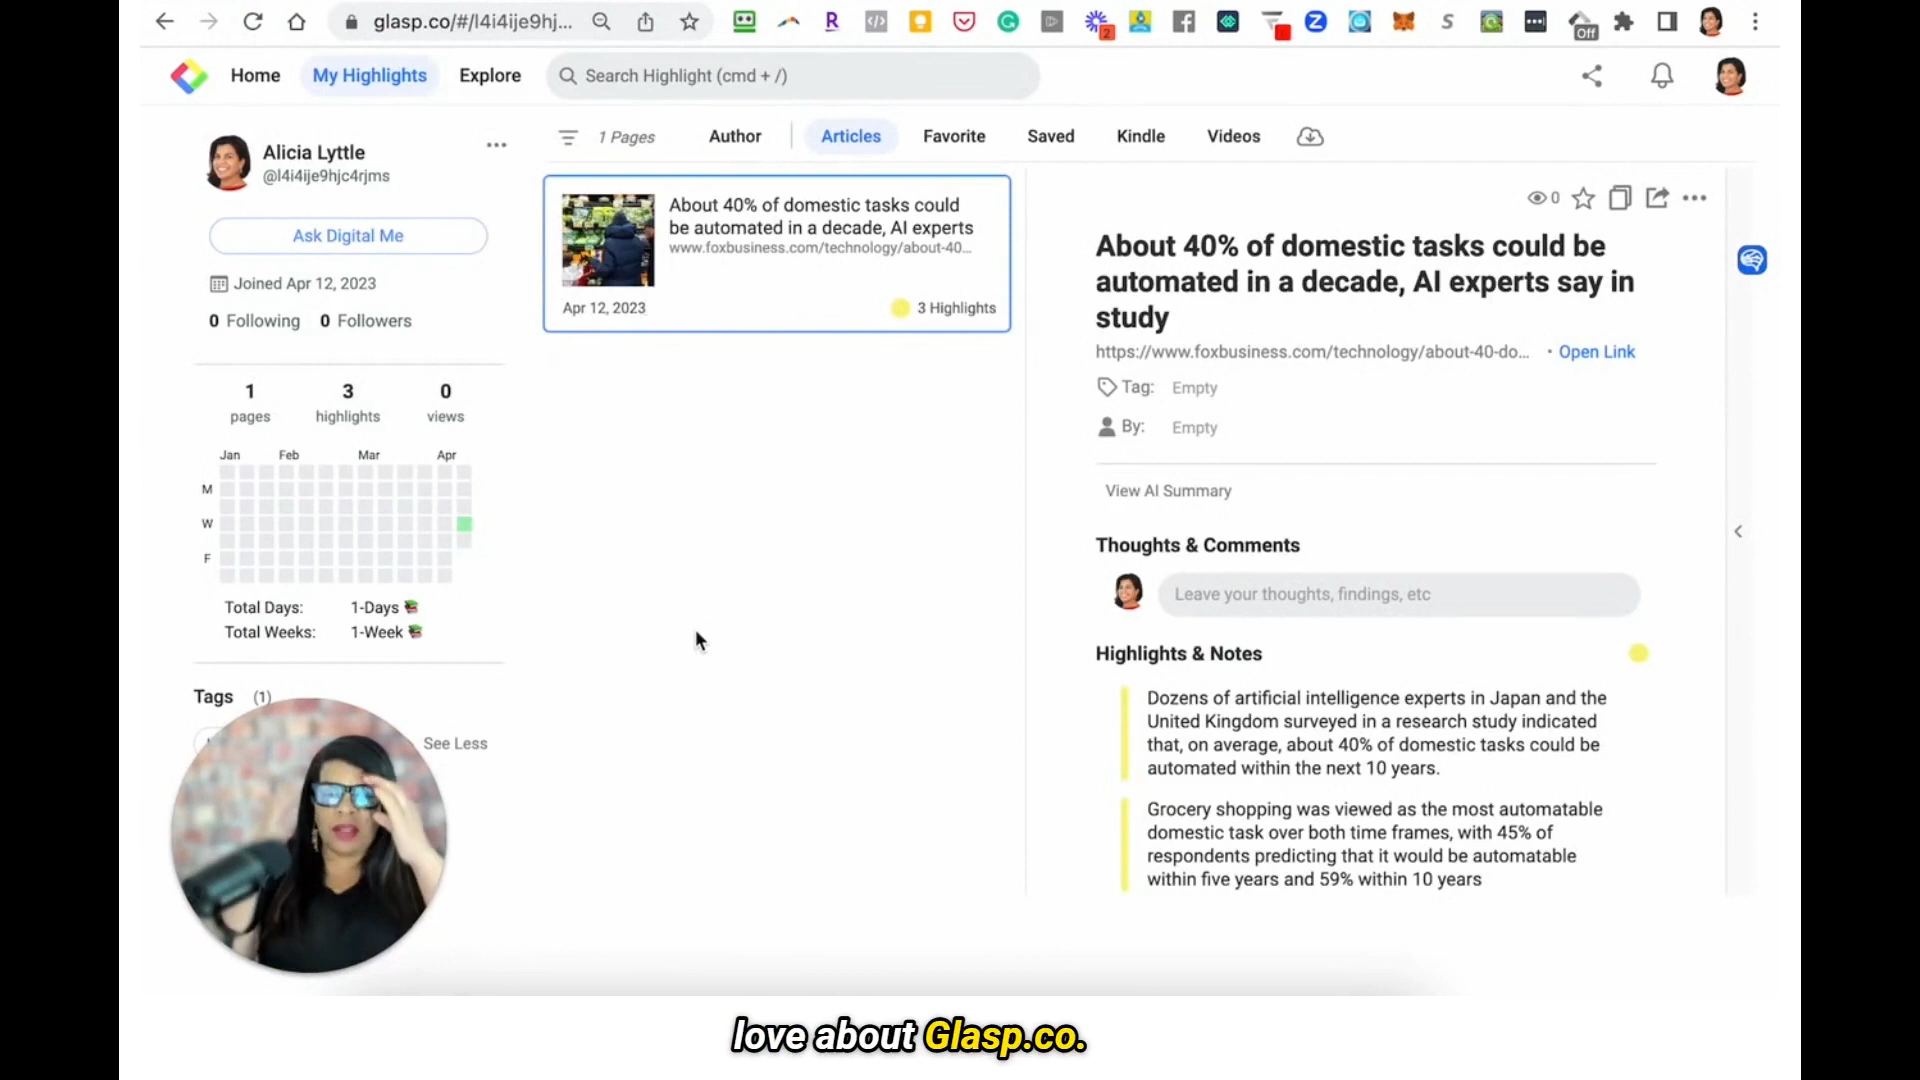 glasp.co/#/l4i4ije9hj...
2
Off
Home
My Highlights
Explore
Search Highlight (cmd + /)
Alicia Lyttle
@l4i4ije9hjc4rjms
Ask Digital Me
Joined Apr 12, 2023
0 Following 0 Followers
1 3 0
pages highlights views
Jan Feb Mar Apr
M
W
F
Total Days: 1-Days
Total Weeks: 1-Week
Tags (1)
See Less
1 Pages
Author
Articles
Favorite
Saved
Kindle
Videos
About 40% of domestic tasks could
be automated in a decade, AI experts
www.foxbusiness.com/technology/about-40...
Apr 12, 2023
3 Highlights
0
About 40% of domestic tasks could be
automated in a decade, AI experts say in
study
https://www.foxbusiness.com/technology/about-40-do... • Open Link
Tag: Empty
By: Empty
View AI Summary
Thoughts & Comments
Leave your thoughts, findings, etc
Highlights & Notes
Dozens of artificial intelligence experts in Japan and the
United Kingdom surveyed in a research study indicated
that, on average, about 40% of domestic tasks could be
automated within the next 10 years.
Grocery shopping was viewed as the most automatable
domestic task over both time frames, with 45% of
respondents predicting that it would be automatable
within five years and 59% within 10 years
love about Glasp.co.